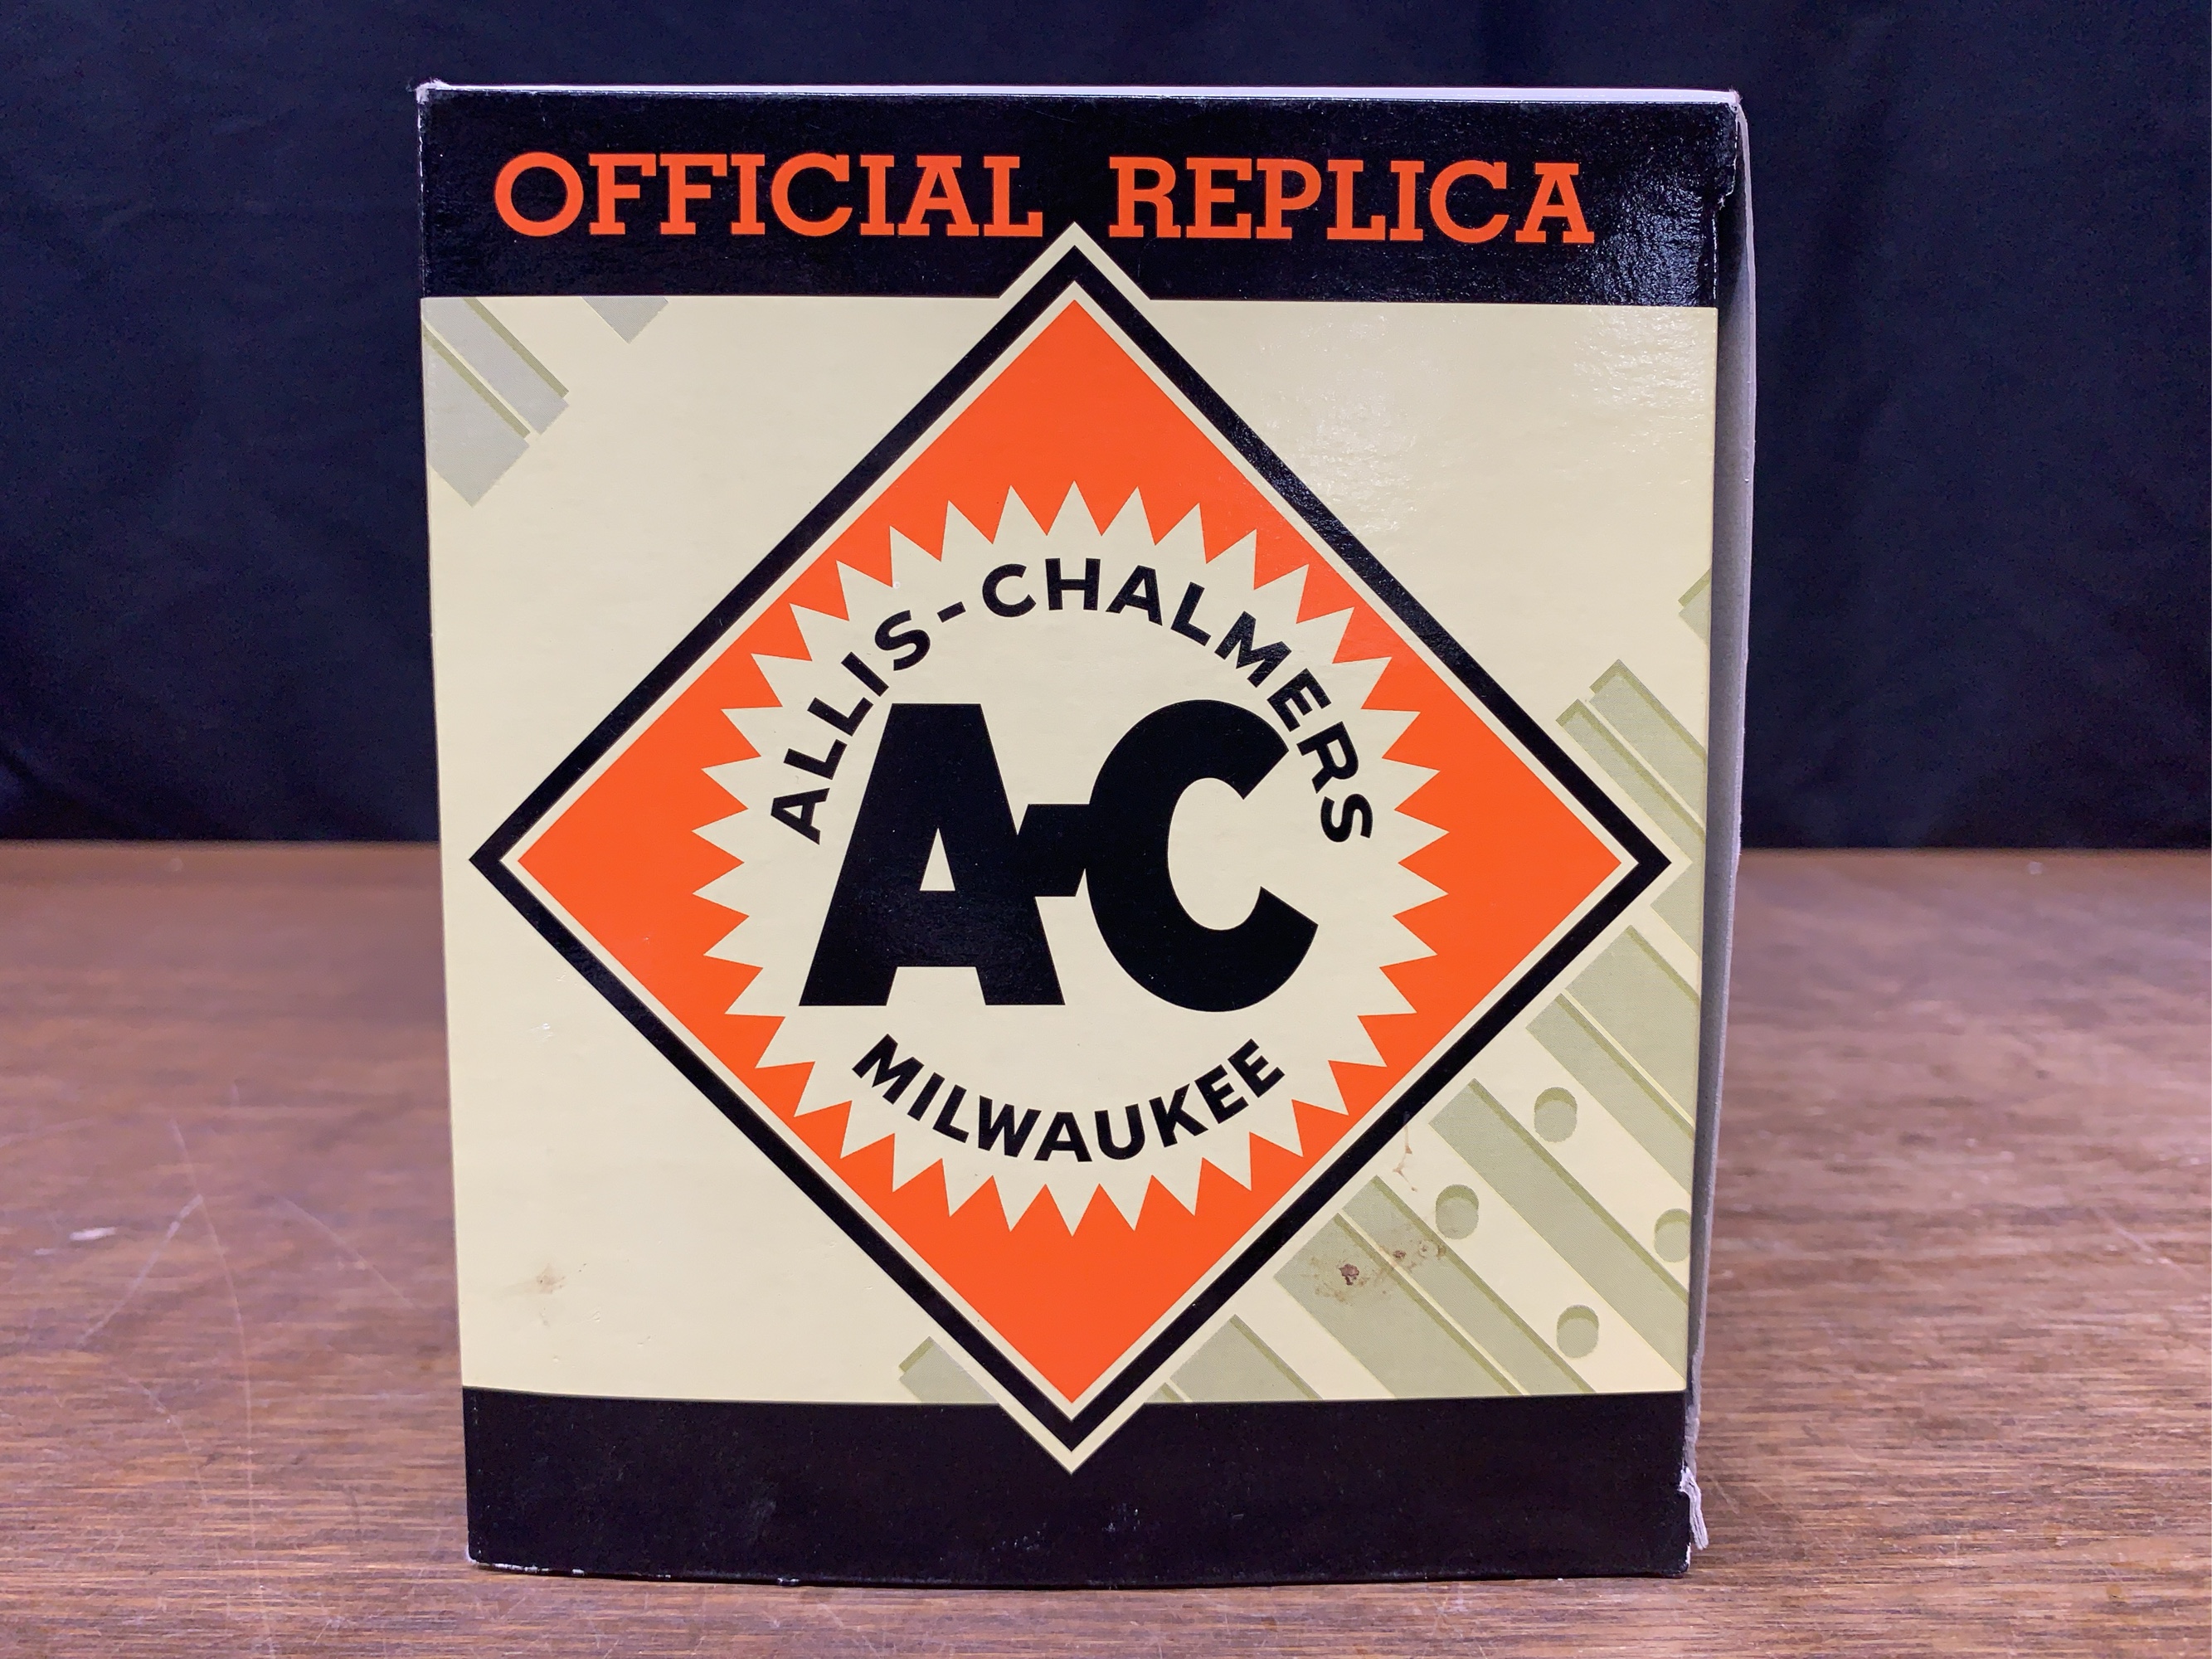 OFFICIAL REPLICA
ALLIS-CHALMERS
A-C
MILWAUKEE